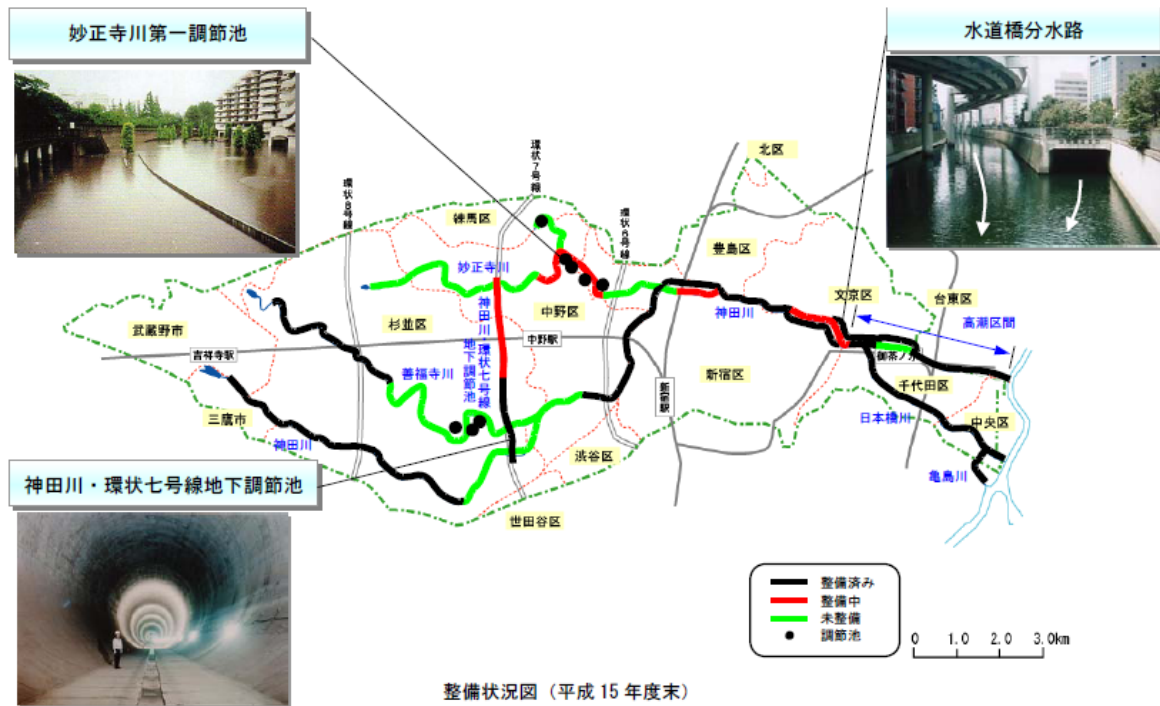 妙正寺川第一調節池
水道橋分水路
北区
環状7号線
環状8号線
練馬区
環状6号線
豊島区
妙正寺川
文京区
台東区
高潮区間
神田川
武蔵野市
杉並区
神田川・環状七号線
地下調節池
中野区
中野駅
吉祥寺駅
御茶ノ水
善福寺川
新宿駅
新宿区
千代田区
三鷹市
神田川
日本橋川
中央区
渋谷区
亀島川
神田川・環状七号線地下調節池
世田谷区
整備済み
整備中
未整備
調節池
0 1.0 2.0 3.0km
整備状況図（平成15年度末）